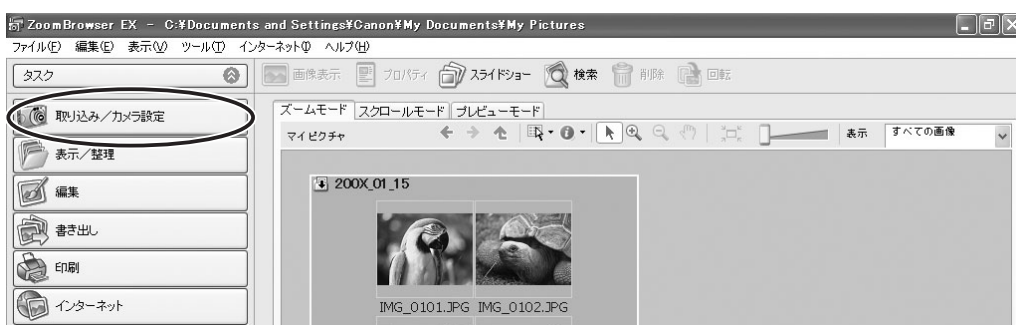 ZoomBrowser EX - C:¥Documents and Settings¥Canon¥My Documents¥My Pictures
ファイル(F) 編集(E) 表示(V) ツール(T) インターネット(I) ヘルプ(H)
タスク
画像表示 プロパティ スライドショー 検索 削除 回転
取り込み/カメラ設定
表示/整理
編集
書き出し
印刷
インターネット
ズームモード スクロールモード プレビューモード
マイ ピクチャ 表示 すべての画像
200X_01_15
IMG_0101.JPG IMG_0102.JPG